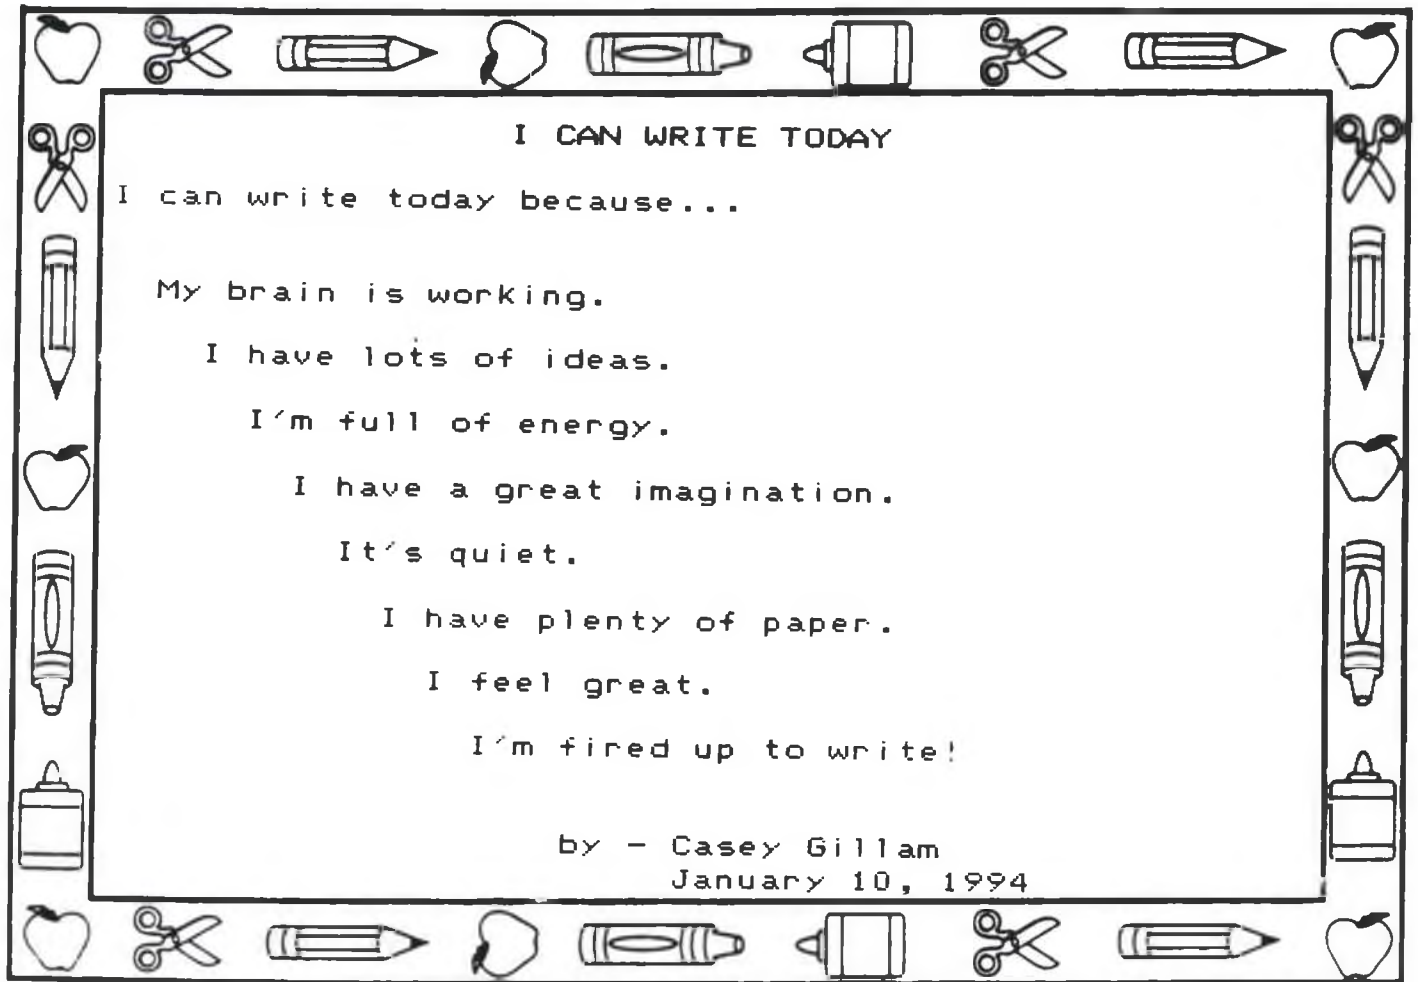 I CAN WRITE TODAY
I can write today because...
My brain is working.
I have lots of ideas.
I'm full of energy.
I have a great imagination.
It's quiet.
I have plenty of paper.
I feel great.
I'm fired up to write!
by - Casey Gillam
January 10, 1994